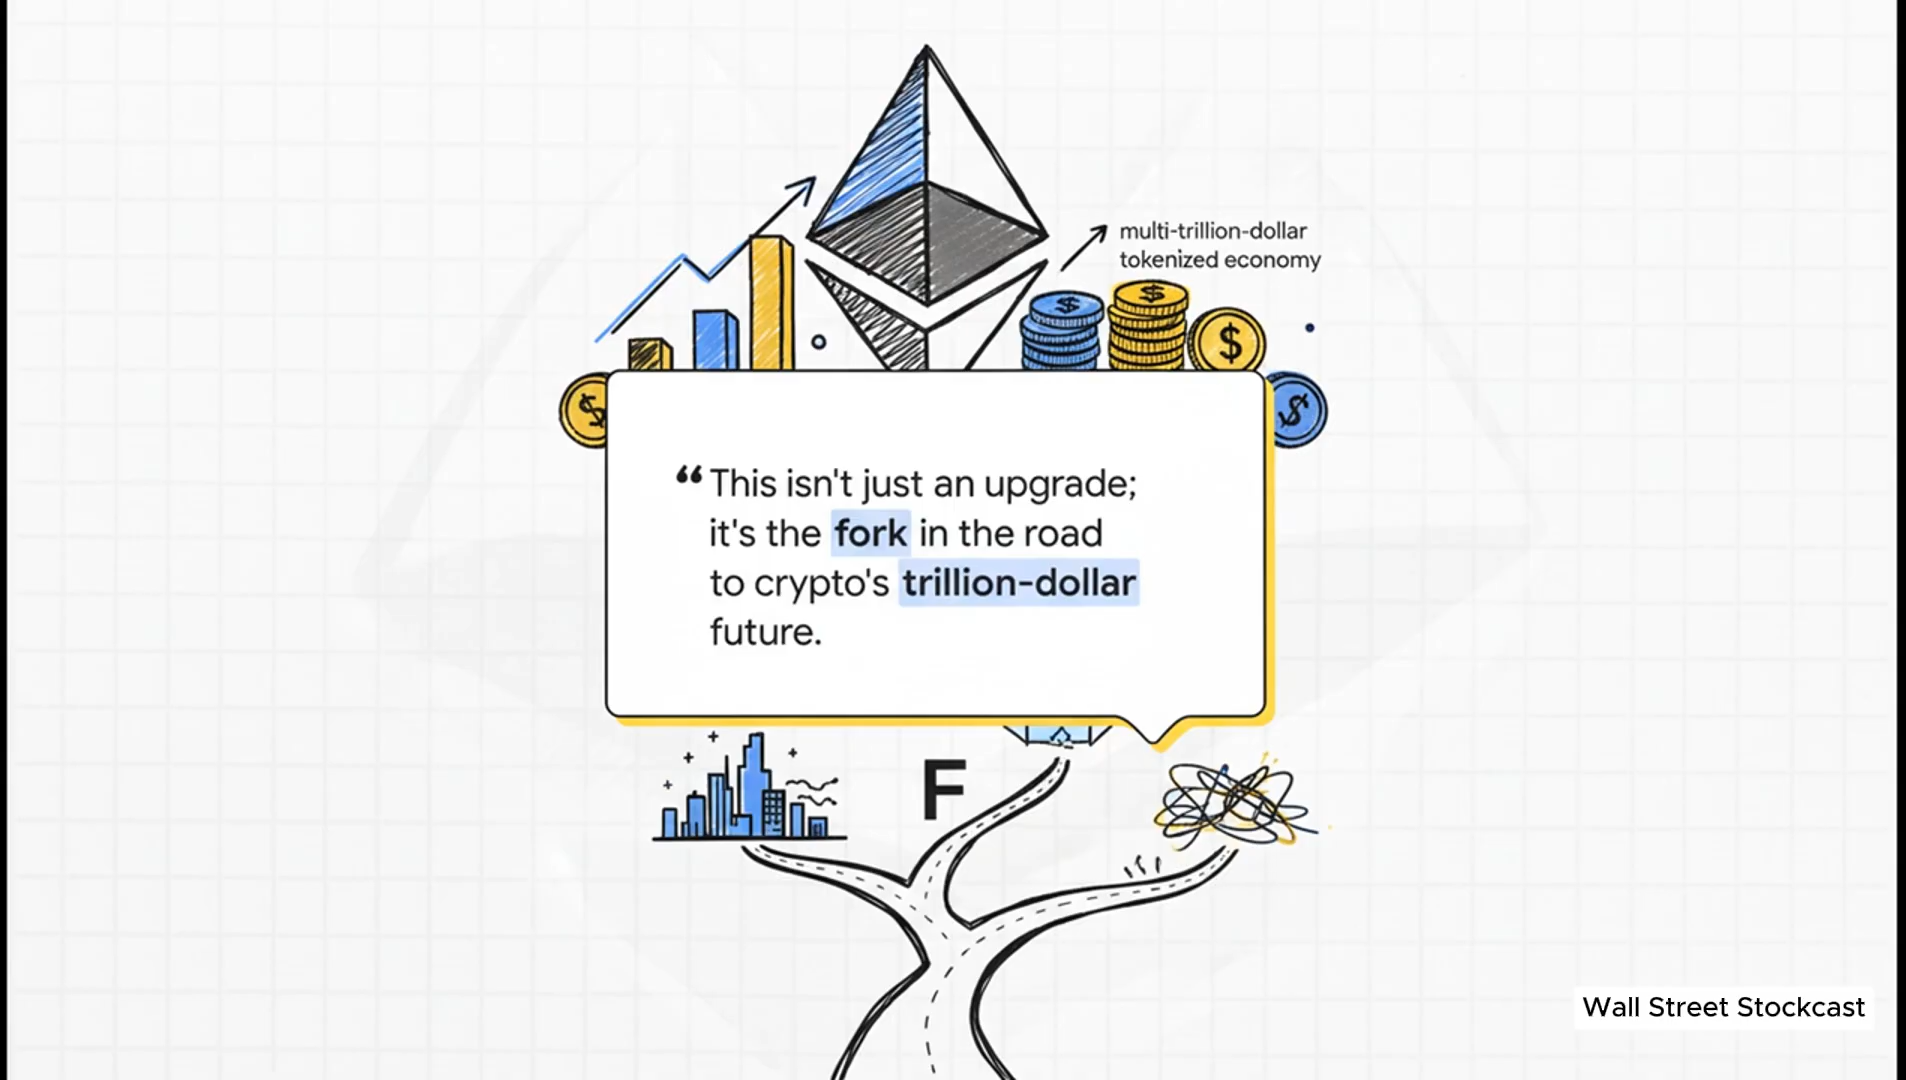 multi-trillion-dollar
tokenized economy
$
$
$
$
$
“This isn't just an upgrade;
it's the fork in the road
to crypto's trillion-dollar
future.
F
Wall Street Stockcast